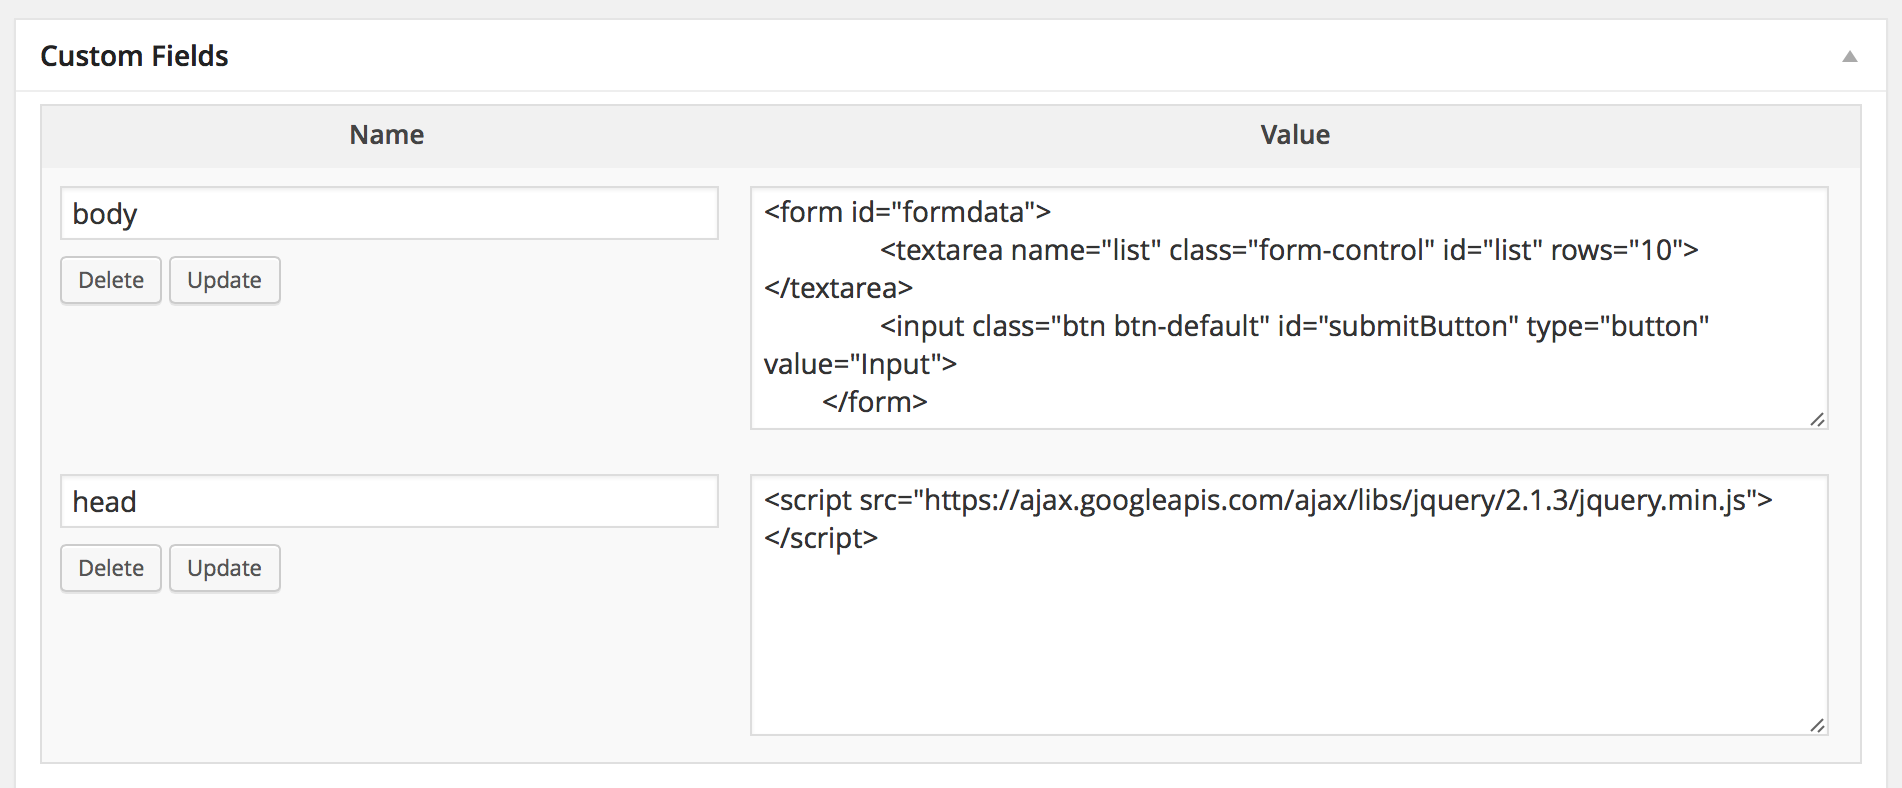 Custom Fields
Name Value
body
Delete Update
<form id="formdata">
<textarea name="list" class="form-control" id="list" rows="10">
</textarea>
<input class="btn btn-default" id="submitButton" type="button"
value="Input">
</form>
head
Delete Update
<script src="https://ajax.googleapis.com/ajax/libs/jquery/2.1.3/jquery.min.js">
</script>